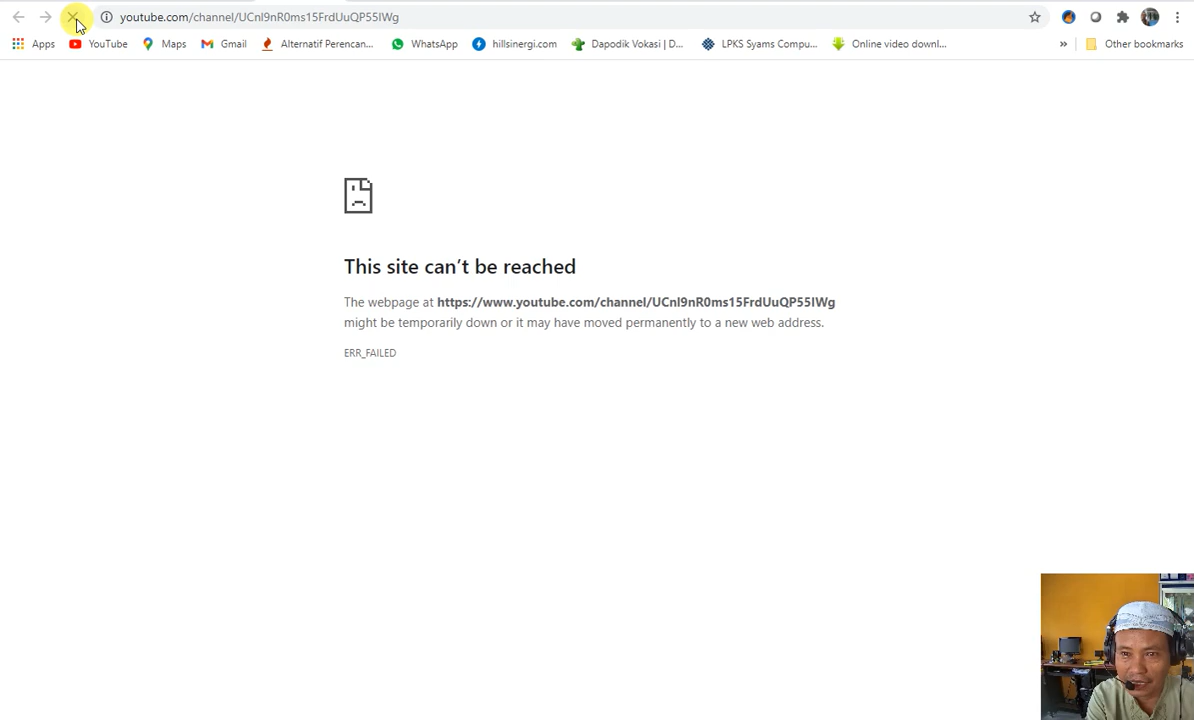 youtube.com/channel/UCnl9nR0ms15FrdUuQP55lWg
Apps YouTube Maps Gmail Alternatif Perencan... WhatsApp hillsinergi.com Dapodik Vokasi | D... LPKS Syams Compu... Online video downl... » Other bookmarks
This site can't be reached
The webpage at https://www.youtube.com/channel/UCnl9nR0ms15FrdUuQP55lWg
might be temporarily down or it may have moved permanently to a new web address.
ERR_FAILED